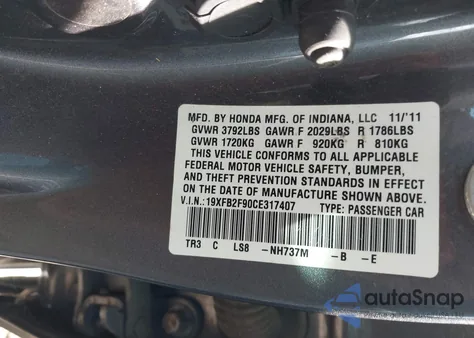 MFD. BY HONDA MFG. OF INDIANA, LLC 11/'11
GVWR 3792LBS GAWR F 2029LBS R 1786LBS
GVWR 1720KG GAWR F 920KG R 810KG
THIS VEHICLE CONFORMS TO ALL APPLICABLE
FEDERAL MOTOR VEHICLE SAFETY, BUMPER,
AND THEFT PREVENTION STANDARDS IN EFFECT
ON THE DATE OF MANUFACTURE SHOWN ABOVE.
V.I.N.:19XFB2F90CE317407 TYPE: PASSENGER CAR
TR3 C LS8 -NH737M -B -E
autoSnap